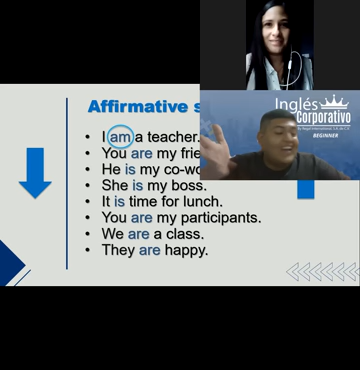 Affirmative s
I am a teacher.
You are my frie
He is my co-wo
She is my boss.
It is time for lunch.
You are my participants.
We are a class.
They are happy.
Inglés
Corporativo
BEGINNER